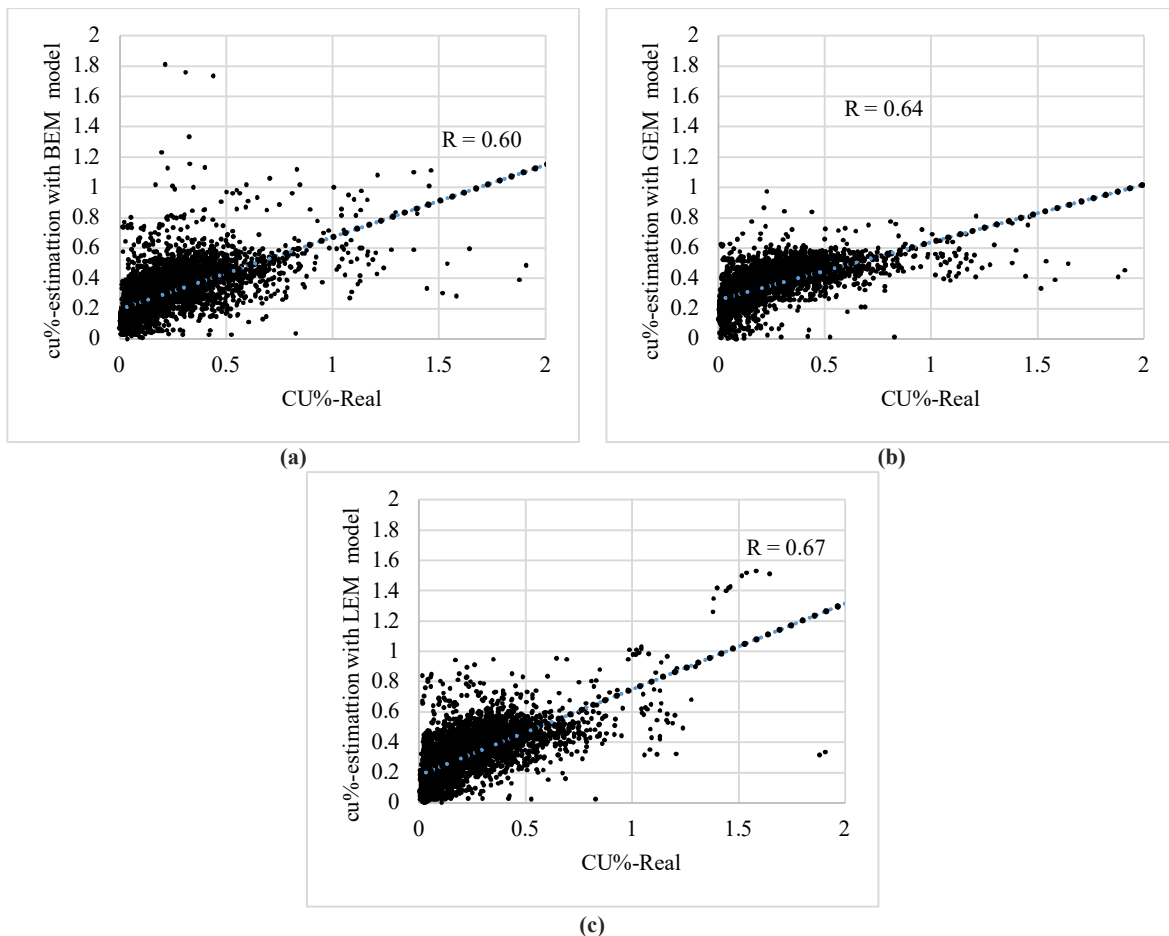 cu%-estimattion with BEM model
2
1.8
1.6
1.4
1.2
1
0.8
0.6
0.4
0.2
0
R = 0.60
0 0.5 1 1.5 2
CU%-Real
(a)
cu%-estimattion with GEM model
2
1.8
1.6
1.4
1.2
1
0.8
0.6
0.4
0.2
0
R = 0.64
0 0.5 1 1.5 2
CU%-Real
(b)
cu%-estimattion with LEM model
2
1.8
1.6
1.4
1.2
1
0.8
0.6
0.4
0.2
0
R = 0.67
0 0.5 1 1.5 2
CU%-Real
(c)